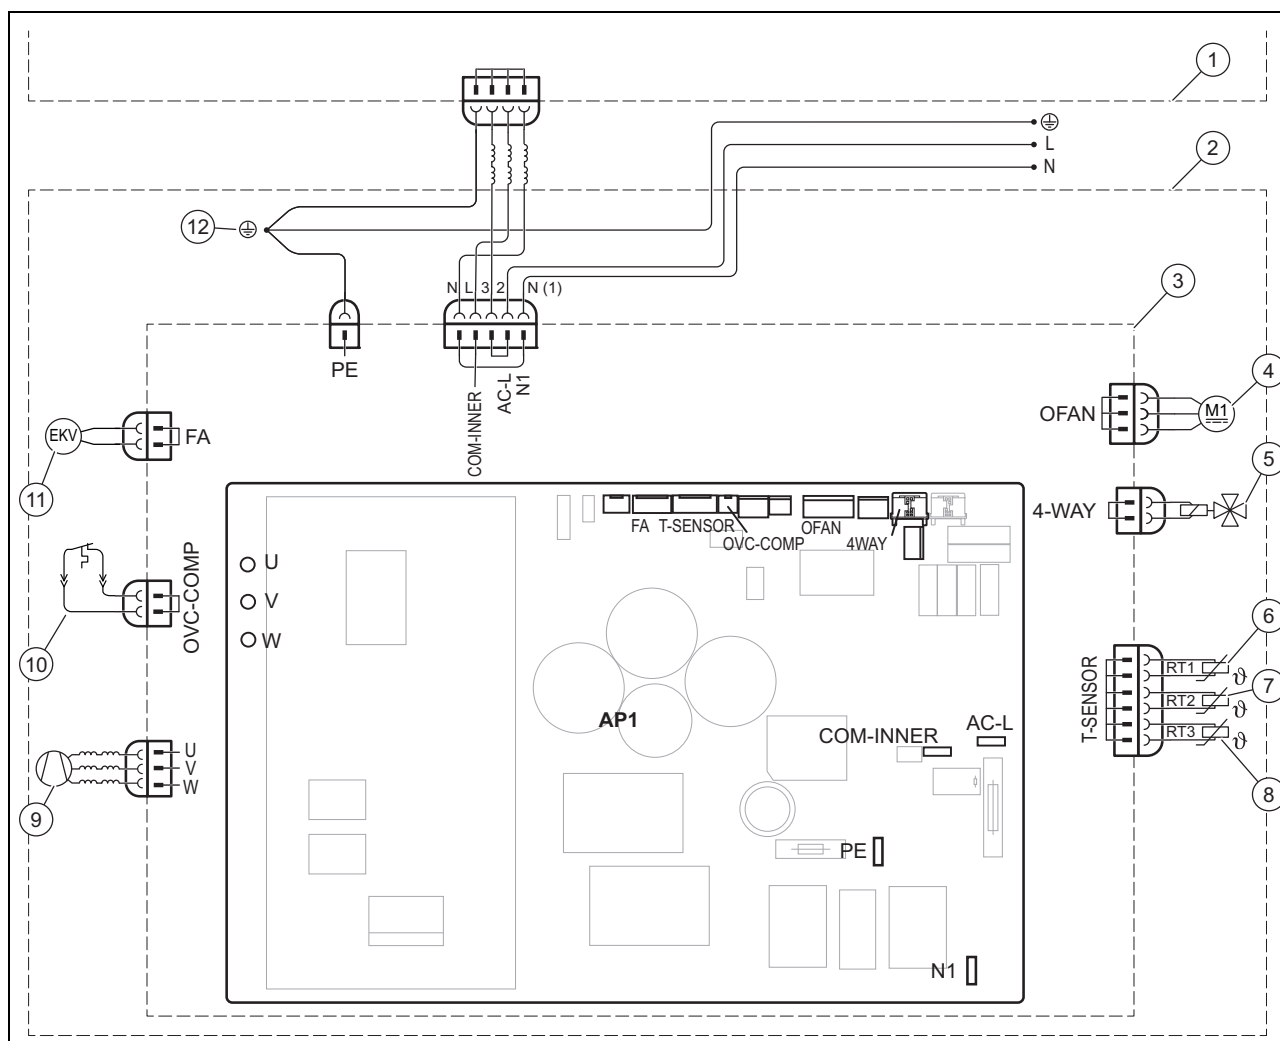 1
L
N
2
12
N L 3 2 N (1)
3
PE
COM-INNER
AC-L
N1
OFAN
M1
4
EKV
FA
11
5
4-WAY
FA T-SENSOR
OVC-COMP
OFAN
4WAY
U
V
W
OVC-COMP
10
6
T-SENSOR
RT1 ϑ
RT2 ϑ
RT3 ϑ
7
8
AP1
COM-INNER
AC-L
U
V
W
9
PE
N1